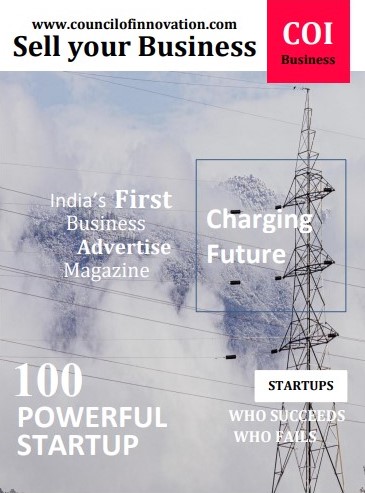 www.councilofinnovation.com
Sell your Business
COI
Business
India's First
Business
Advertise
Magazine
Charging
Future
100
POWERFUL
STARTUP
STARTUPS
WHO SUCCEEDS
WHO FAILS